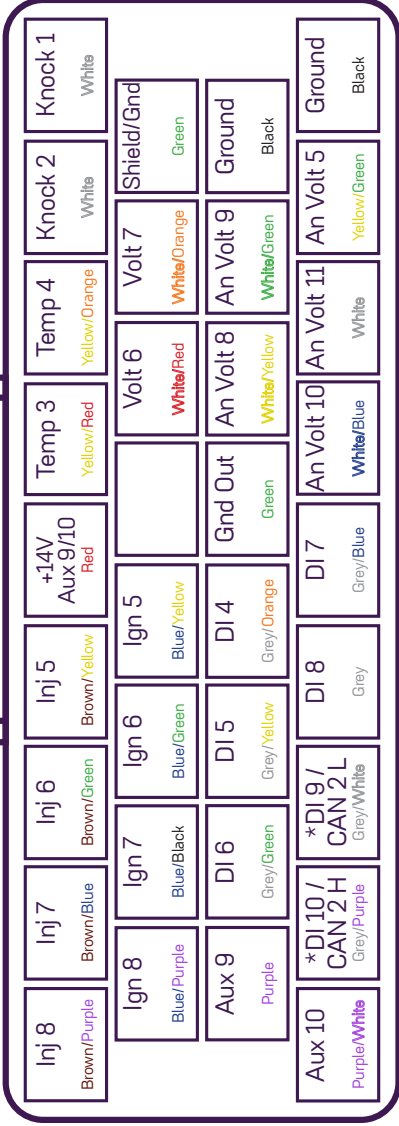 Inj 8
Brown/Purple
Inj 7
Brown/Blue
Inj 6
Brown/Green
Inj 5
Brown/Yellow
+14V
Aux 9/10
Red
Temp 3
Yellow/Red
Temp 4
Yellow/Orange
Knock 2
White
Knock 1
White
Ign 8
Blue/Purple
Ign 7
Blue/Black
Ign 6
Blue/Green
Ign 5
Blue/Yellow
Volt 6
White/Red
Volt 7
White/Orange
Shield/Gnd
Green
Aux 9
Purple
DI 6
Grey/Green
DI 5
Grey/Yellow
DI 4
Grey/Orange
Gnd Out
Green
An Volt 8
White/Yellow
An Volt 9
White/Green
Ground
Black
Aux 10
Purple/White
*DI 10 /
CAN 2 H
Grey/Purple
*DI 9 /
CAN 2 L
Grey/White
DI 8
Grey
DI 7
Grey/Blue
An Volt 10
White/Blue
An Volt 11
White
An Volt 5
Yellow/Green
Ground
Black